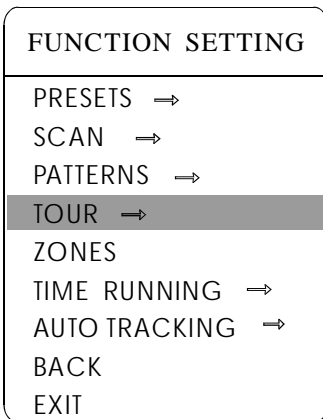 FUNCTION SETTING
PRESETS ⇒
SCAN ⇒
PATTERNS ⇒
TOUR ⇒
ZONES
TIME RUNNING ⇒
AUTO TRACKING ⇒
BACK
EXIT